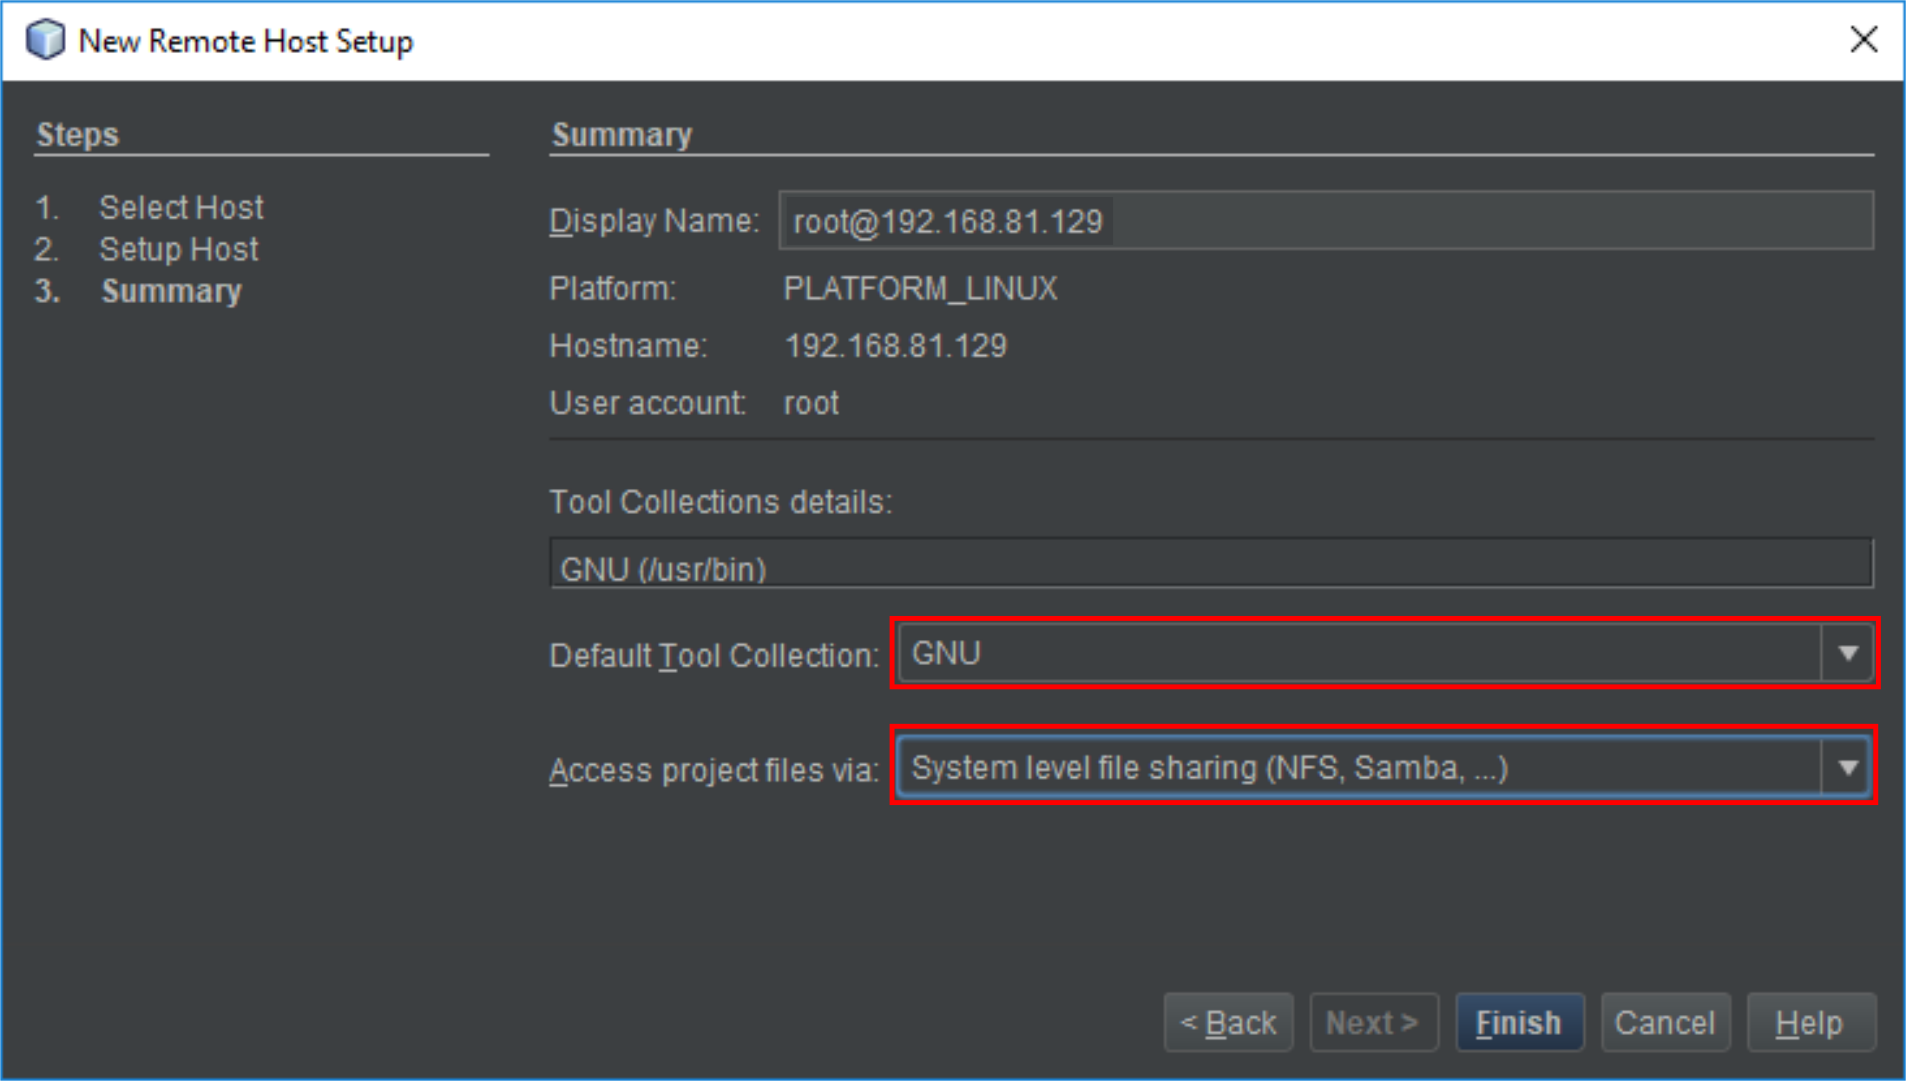 New Remote Host Setup
Steps
1. Select Host
2. Setup Host
3. Summary
Summary
Display Name: root@192.168.81.129
Platform: PLATFORM_LINUX
Hostname: 192.168.81.129
User account: root
Tool Collections details:
GNU (/usr/bin)
Default Tool Collection: GNU
Access project files via: System level file sharing (NFS, Samba, ...)
< Back Next > Finish Cancel Help